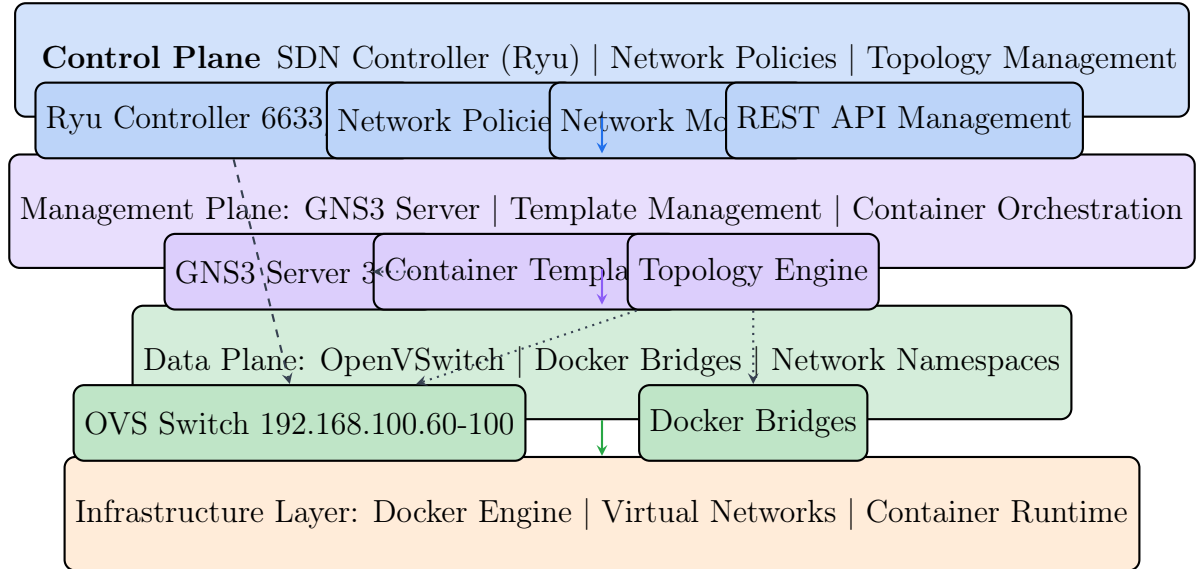 Control Plane SDN Controller (Ryu) | Network Policies | Topology Management
Ryu Controller 6633
Network Policie
Network Mo
REST API Management
Management Plane: GNS3 Server | Template Management | Container Orchestration
GNS3 Server 3
Container Templa
Topology Engine
Data Plane: OpenVSwitch | Docker Bridges | Network Namespaces
OVS Switch 192.168.100.60-100
Docker Bridges
Infrastructure Layer: Docker Engine | Virtual Networks | Container Runtime